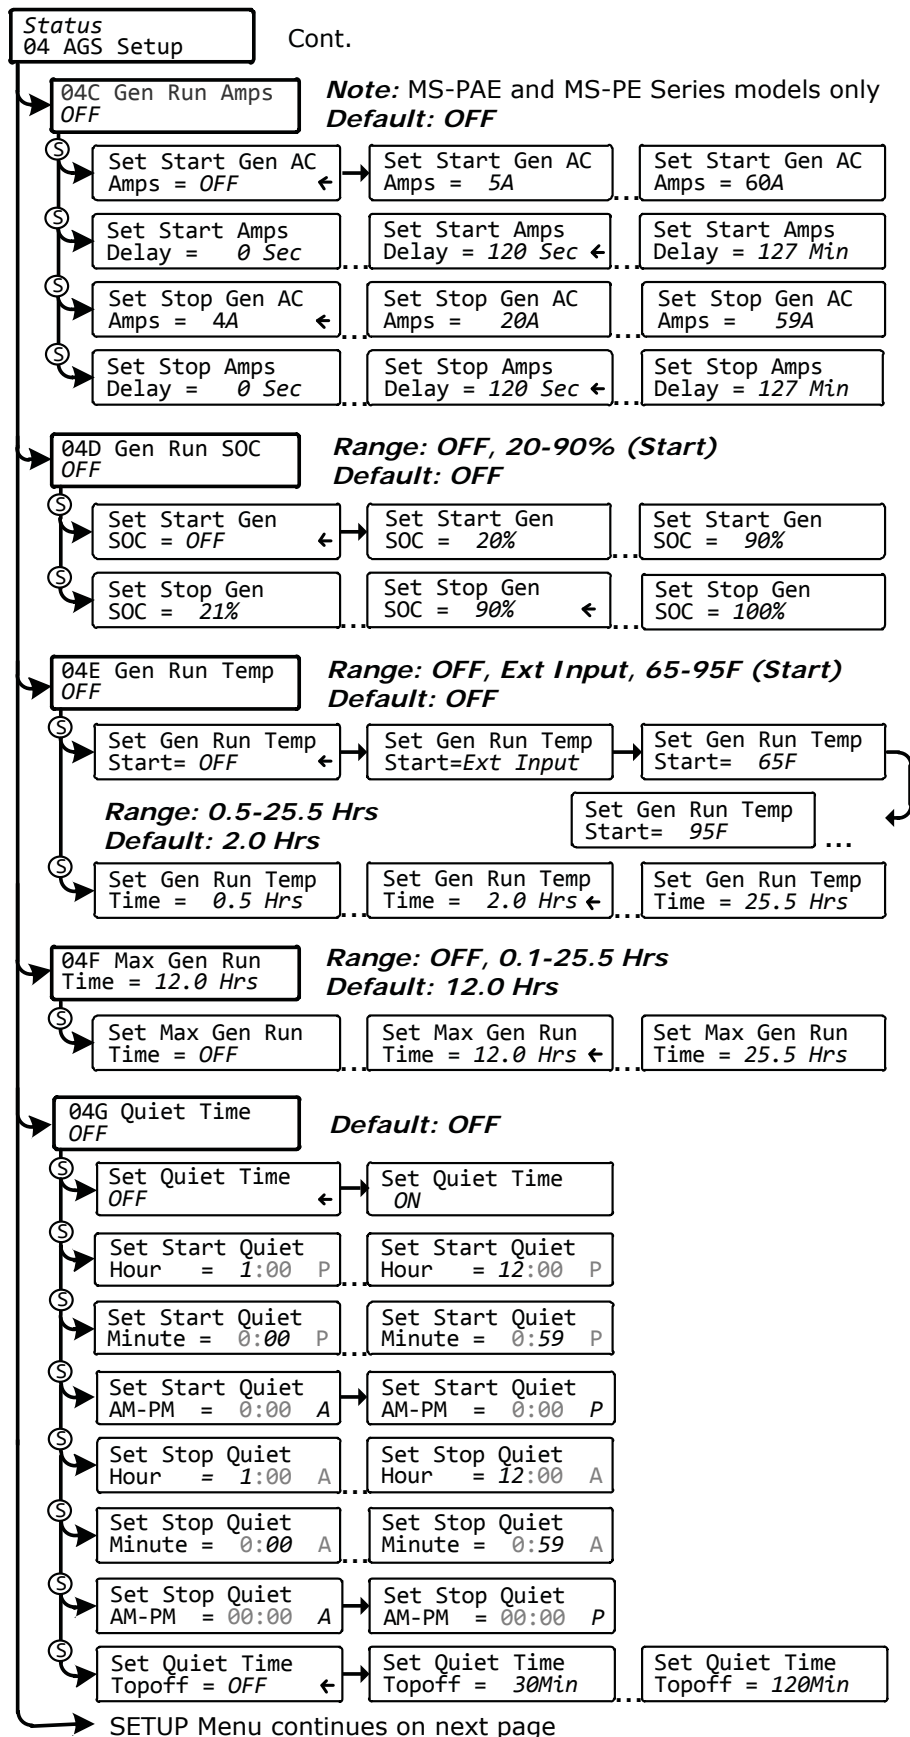 Status
04 AGS Setup
Cont.
04C Gen Run Amps
OFF
Note: MS-PAE and MS-PE Series models only
Default: OFF
S
Set Start Gen AC
Amps = OFF ←
Set Start Gen AC
Amps = 5A
...
Set Start Gen AC
Amps = 60A
S
Set Start Amps
Delay = 0 Sec
...
Set Start Amps
Delay = 120 Sec ←
...
Set Start Amps
Delay = 127 Min
S
Set Stop Gen AC
Amps = 4A ←
...
Set Stop Gen AC
Amps = 20A
...
Set Stop Gen AC
Amps = 59A
S
Set Stop Amps
Delay = 0 Sec
...
Set Stop Amps
Delay = 120 Sec ←
...
Set Stop Amps
Delay = 127 Min
04D Gen Run SOC
OFF
Range: OFF, 20-90% (Start)
Default: OFF
S
Set Start Gen
SOC = OFF ←
Set Start Gen
SOC = 20%
...
Set Start Gen
SOC = 90%
S
Set Stop Gen
SOC = 21%
...
Set Stop Gen
SOC = 90% ←
...
Set Stop Gen
SOC = 100%
04E Gen Run Temp
OFF
Range: OFF, Ext Input, 65-95F (Start)
Default: OFF
S
Set Gen Run Temp
Start= OFF ←
Set Gen Run Temp
Start=Ext Input
Set Gen Run Temp
Start= 65F
Set Gen Run Temp
Start= 95F
...
Range: 0.5-25.5 Hrs
Default: 2.0 Hrs
S
Set Gen Run Temp
Time = 0.5 Hrs
...
Set Gen Run Temp
Time = 2.0 Hrs ←
...
Set Gen Run Temp
Time = 25.5 Hrs
04F Max Gen Run
Time = 12.0 Hrs
Range: OFF, 0.1-25.5 Hrs
Default: 12.0 Hrs
S
Set Max Gen Run
Time = OFF
...
Set Max Gen Run
Time = 12.0 Hrs ←
...
Set Max Gen Run
Time = 25.5 Hrs
04G Quiet Time
OFF
Default: OFF
S
Set Quiet Time
OFF ←
Set Quiet Time
ON
S
Set Start Quiet
Hour = 1:00 P
...
Set Start Quiet
Hour = 12:00 P
S
Set Start Quiet
Minute = 0:00 P
...
Set Start Quiet
Minute = 0:59 P
S
Set Start Quiet
AM-PM = 0:00 A
Set Start Quiet
AM-PM = 0:00 P
S
Set Stop Quiet
Hour = 1:00 A
...
Set Stop Quiet
Hour = 12:00 A
S
Set Stop Quiet
Minute = 0:00 A
...
Set Stop Quiet
Minute = 0:59 A
S
Set Stop Quiet
AM-PM = 00:00 A
Set Stop Quiet
AM-PM = 00:00 P
S
Set Quiet Time
Topoff = OFF ←
Set Quiet Time
Topoff = 30Min
...
Set Quiet Time
Topoff = 120Min
SETUP Menu continues on next page